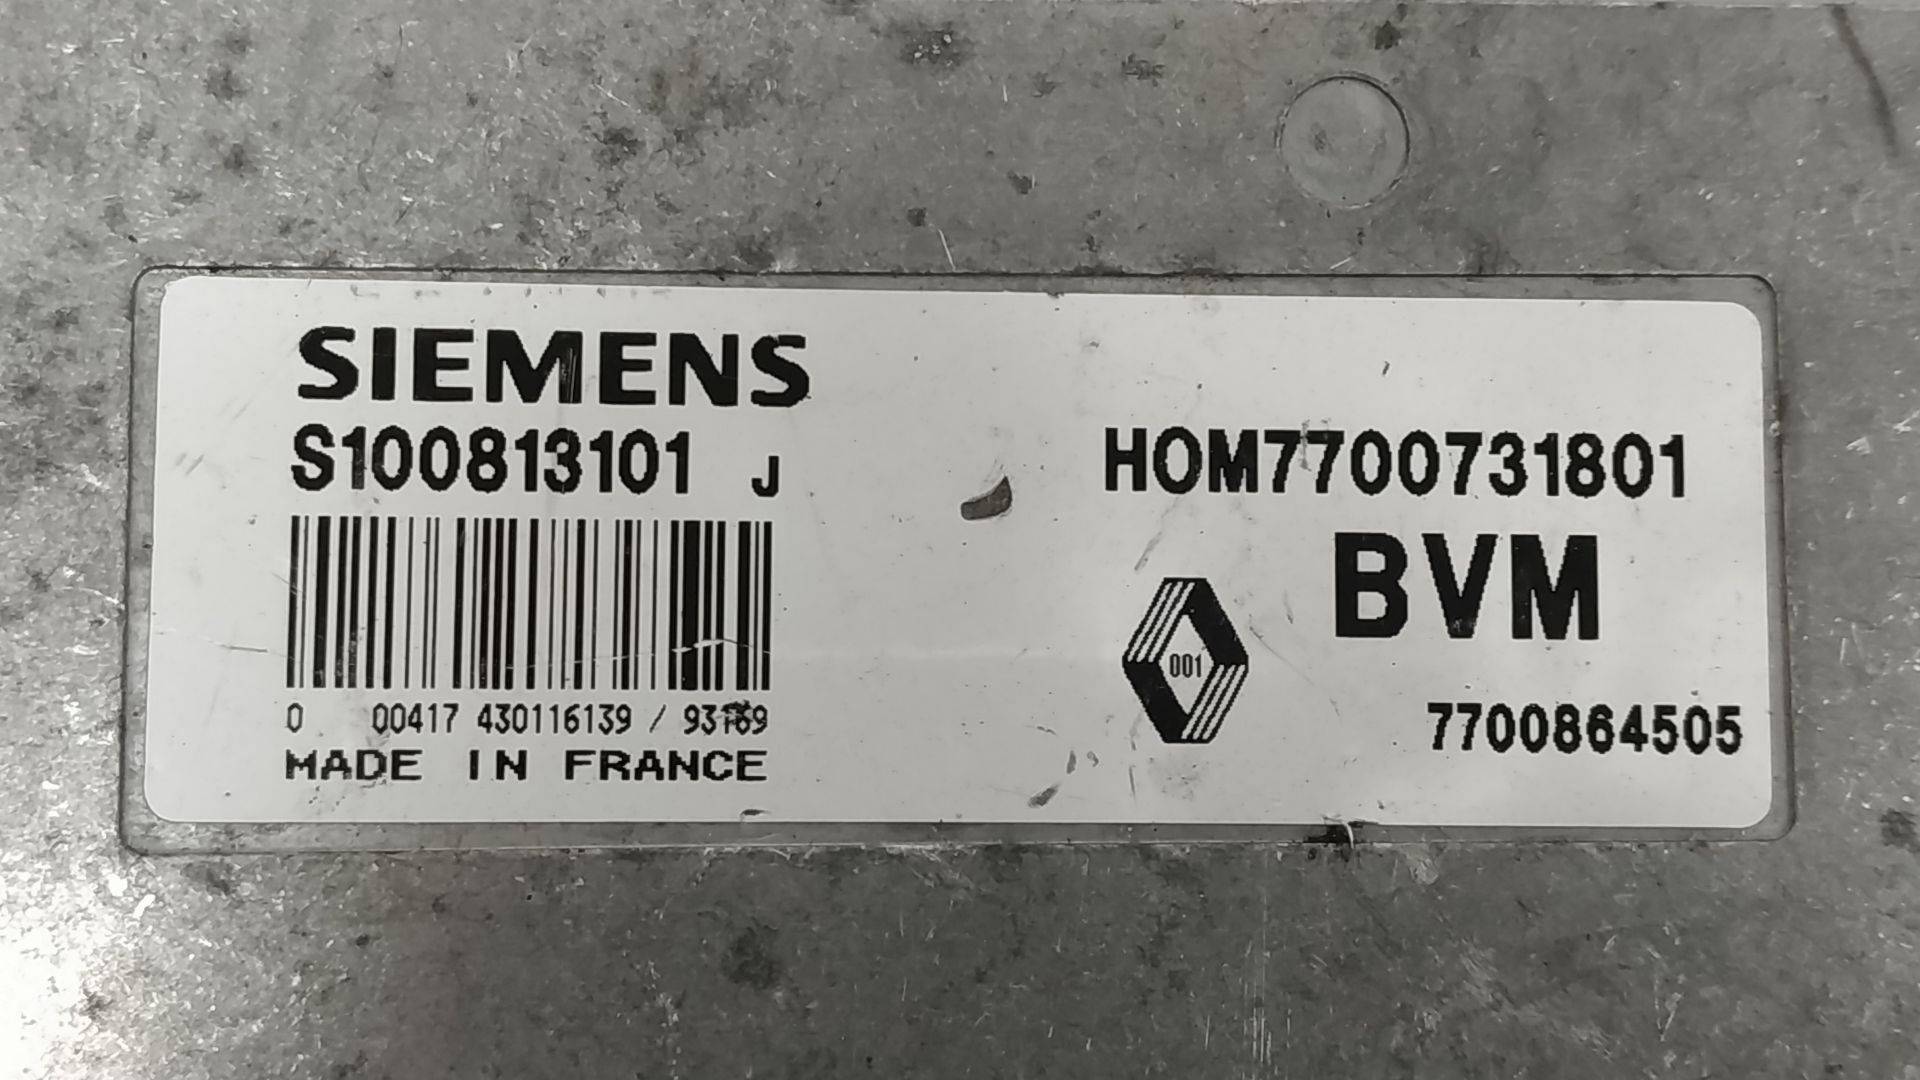 SIEMENS
S100813101 J
0 00417 430116139 / 93169
MADE IN FRANCE
HOM7700731801
BVM
001
7700864505